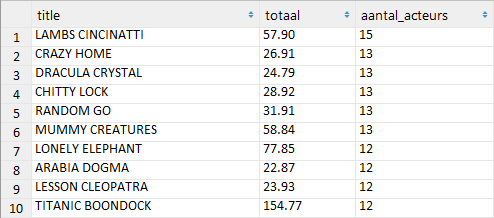 title totaal aantal_acteurs
1 LAMBS CINCINATTI 57.90 15
2 CRAZY HOME 26.91 13
3 DRACULA CRYSTAL 24.79 13
4 CHITTY LOCK 28.92 13
5 RANDOM GO 31.91 13
6 MUMMY CREATURES 58.84 13
7 LONELY ELEPHANT 77.85 12
8 ARABIA DOGMA 22.87 12
9 LESSON CLEOPATRA 23.93 12
10 TITANIC BOONDOCK 154.77 12